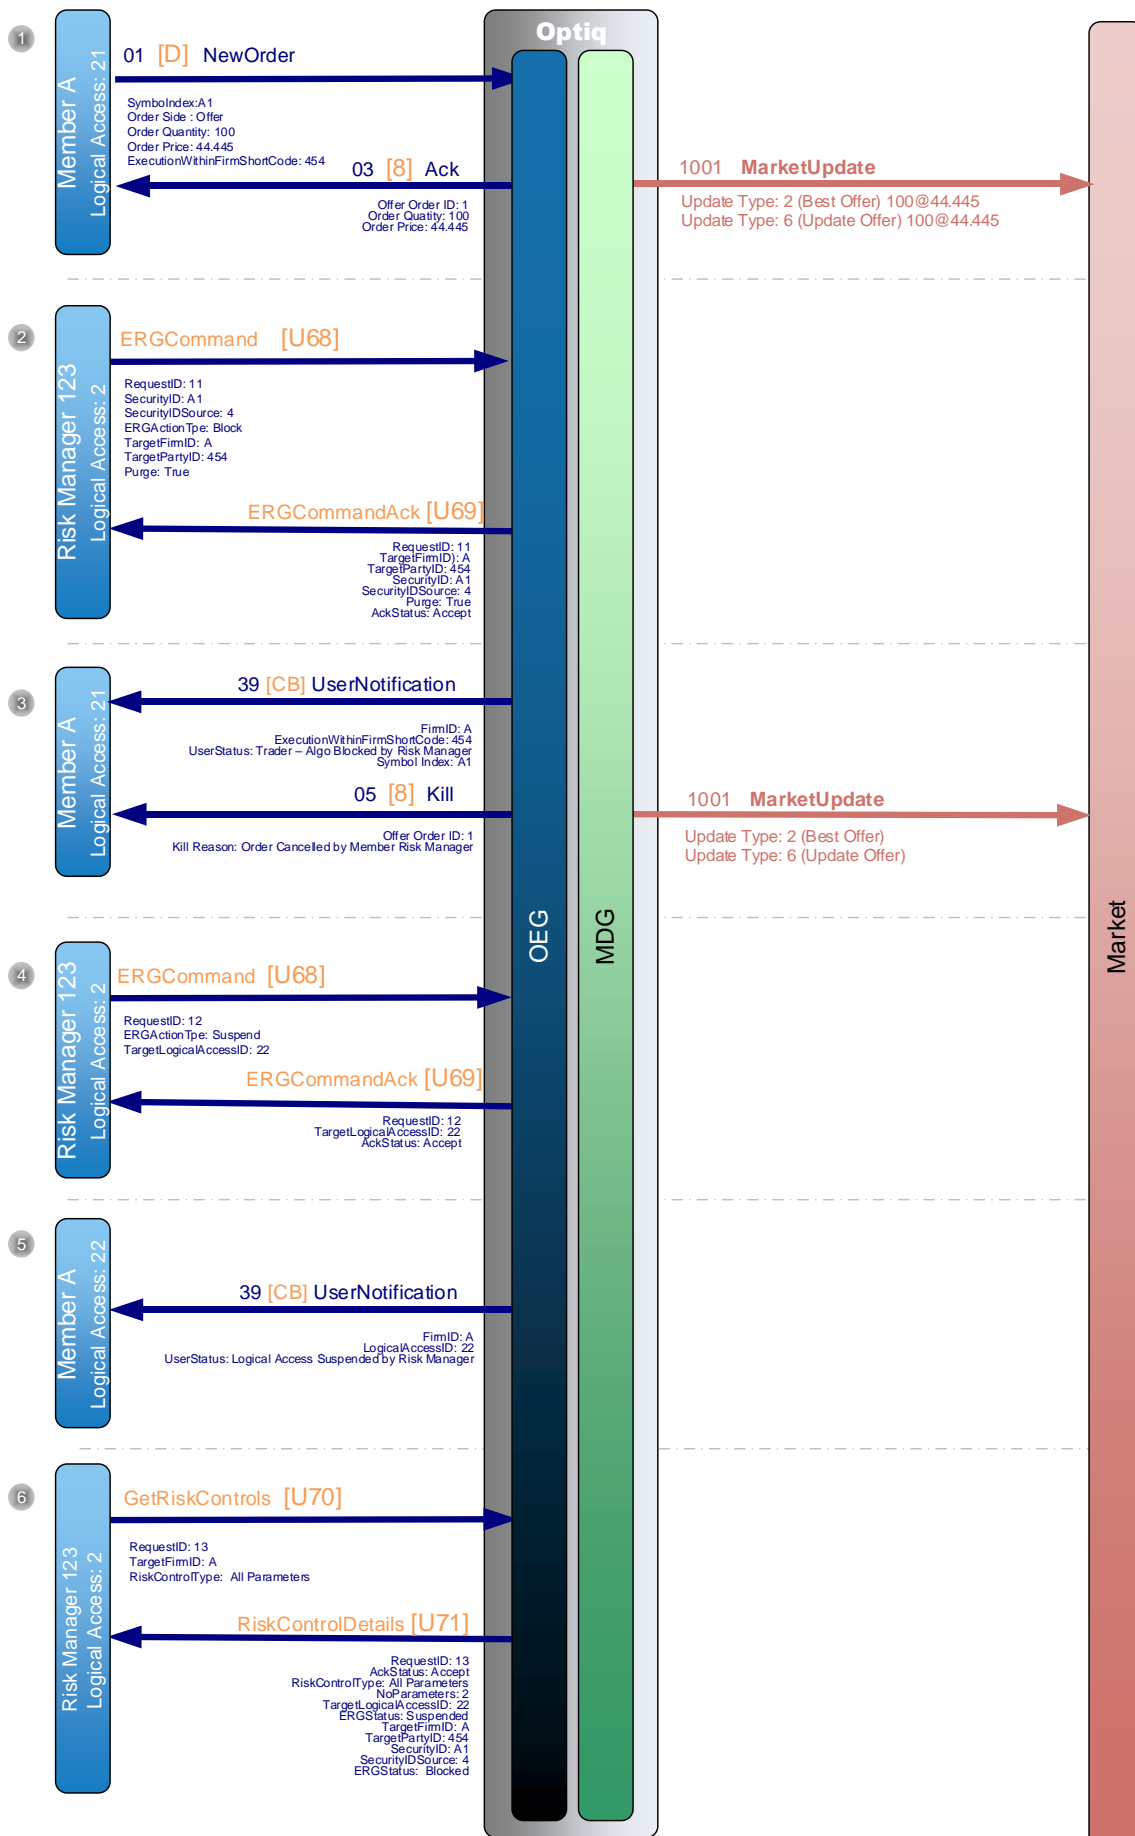 Optiq
1
Member A
Logical Access: 21
01 [D] NewOrder
SymboIndex:A1
Order Side : Offer
Order Quantity: 100
Order Price: 44.445
ExecutionWithinFirmShortCode: 454
03 [8] Ack
Offer Order ID: 1
Order Quatity: 100
Order Price: 44.445
1001 MarketUpdate
Update Type: 2 (Best Offer) 100@44.445
Update Type: 6 (Update Offer) 100@44.445
2
Risk Manager 123
Logical Access: 2
ERGCommand [U68]
RequestID: 11
SecurityID: A1
SecurityIDSource: 4
ERGActionTpe: Block
TargetFirmID: A
TargetPartyID: 454
Purge: True
ERGCommandAck [U69]
RequestID: 11
TargetFirmID): A
TargetPartyID: 454
SecurityID: A1
SecurityIDSource: 4
Purge: True
AckStatus: Accept
3
Member A
Logical Access: 21
39 [CB] UserNotification
FirmID: A
ExecutionWithinFirmShortCode: 454
UserStatus: Trader – Algo Blocked by Risk Manager
Symbol Index: A1
05 [8] Kill
Offer Order ID: 1
Kill Reason: Order Cancelled by Member Risk Manager
1001 MarketUpdate
Update Type: 2 (Best Offer)
Update Type: 6 (Update Offer)
OEG
MDG
Market
4
Risk Manager 123
Logical Access: 2
ERGCommand [U68]
RequestID: 12
ERGActionTpe: Suspend
TargetLogicalAccessID: 22
ERGCommandAck [U69]
RequestID: 12
TargetLogicalAccessID: 22
AckStatus: Accept
5
Member A
Logical Access: 22
39 [CB] UserNotification
FirmID: A
LogicalAccessID: 22
UserStatus: Logical Access Suspended by Risk Manager
6
Risk Manager 123
Logical Access: 2
GetRiskControls [U70]
RequestID: 13
TargetFirmID: A
RiskControlType: All Parameters
RiskControlDetails [U71]
RequestID: 13
AckStatus: Accept
RiskControlType: All Parameters
NoParameters: 2
TargetLogicalAccessID: 22
ERGStatus: Suspended
TargetFirmID: A
TargetPartyID: 454
SecurityID: A1
SecurityIDSource: 4
ERGStatus: Blocked